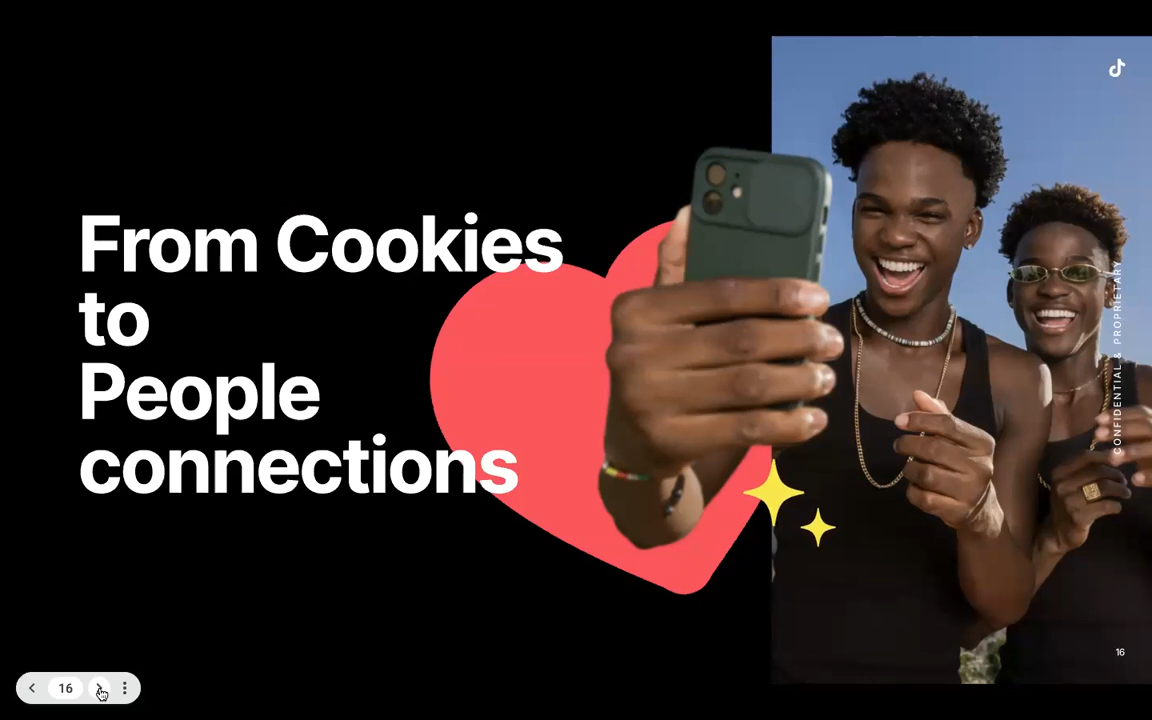 From Cookies
to
People
connections
CONFIDENTIAL & PROPRIETARY
16
16